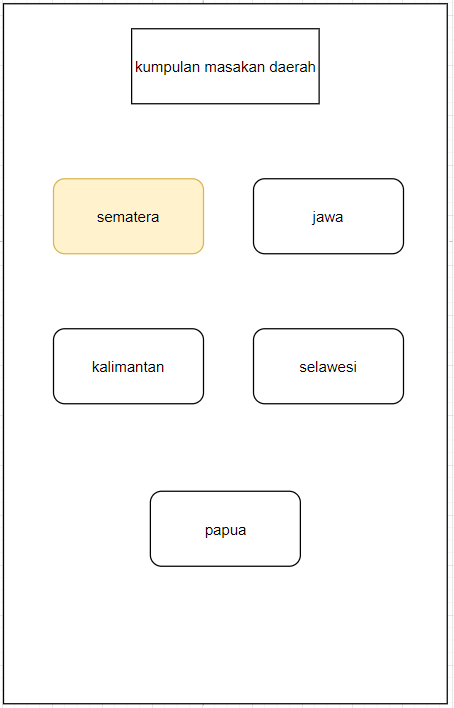 kumpulan masakan daerah
sematera
jawa
kalimantan
selawesi
papua